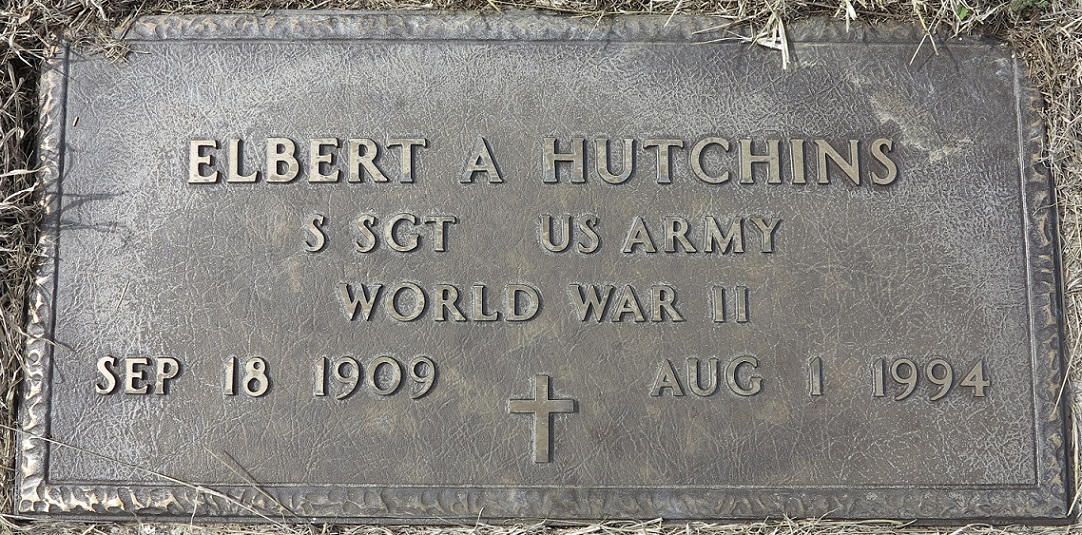 ELBERT A HUTCHINS
S SGT US ARMY
WORLD WAR II
SEP 18 1909 AUG 1 1994